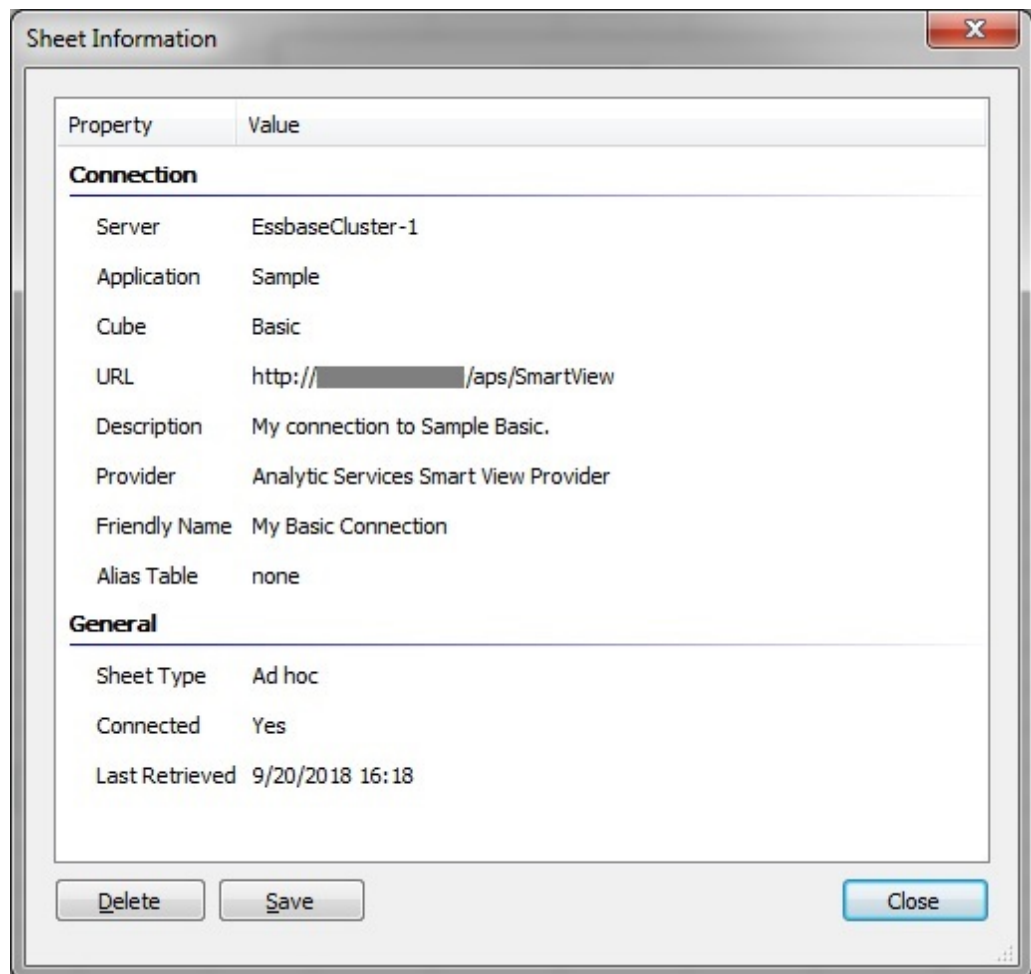 Sheet Information
Property Value
Connection
Server EssbaseCluster-1
Application Sample
Cube Basic
URL http:// /aps/SmartView
Description My connection to Sample Basic.
Provider Analytic Services Smart View Provider
Friendly Name My Basic Connection
Alias Table none
General
Sheet Type Ad hoc
Connected Yes
Last Retrieved 9/20/2018 16:18
Delete Save Close